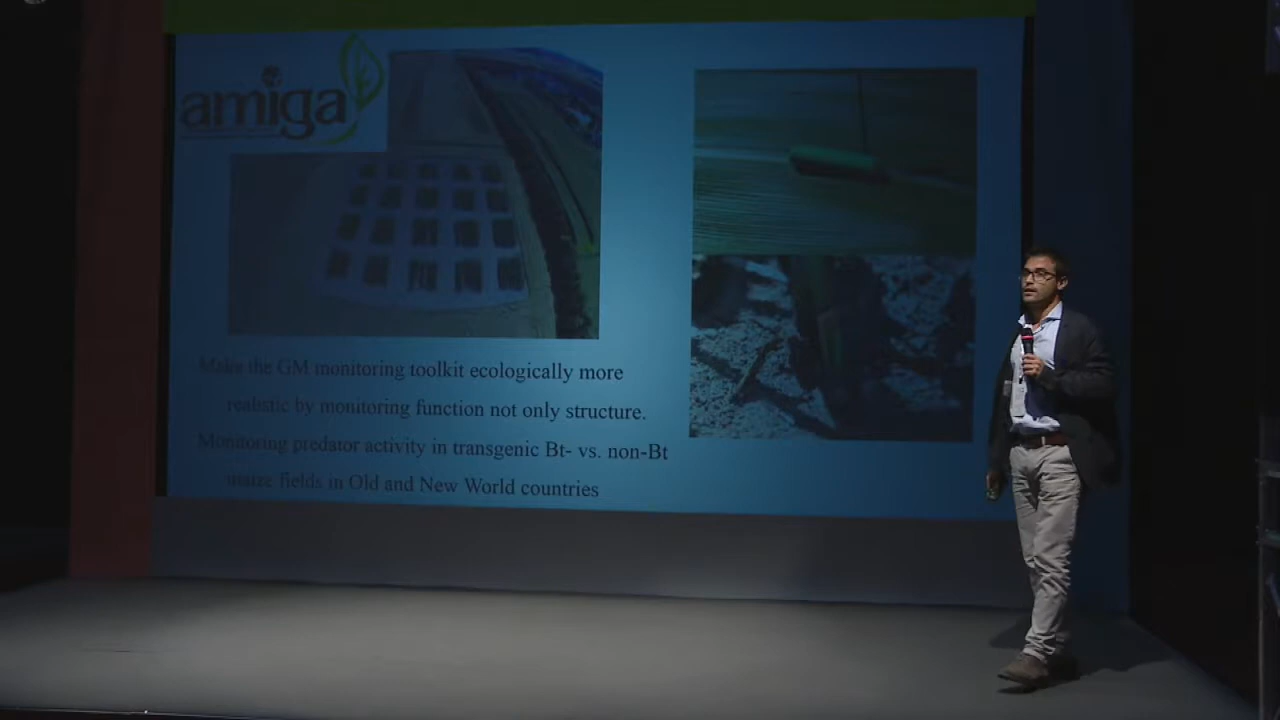 amiga
Make the GM monitoring toolkit ecologically more
realistic by monitoring function not only structure.
Monitoring predator activity in transgenic Bt- vs. non-Bt
maize fields in Old and New World countries